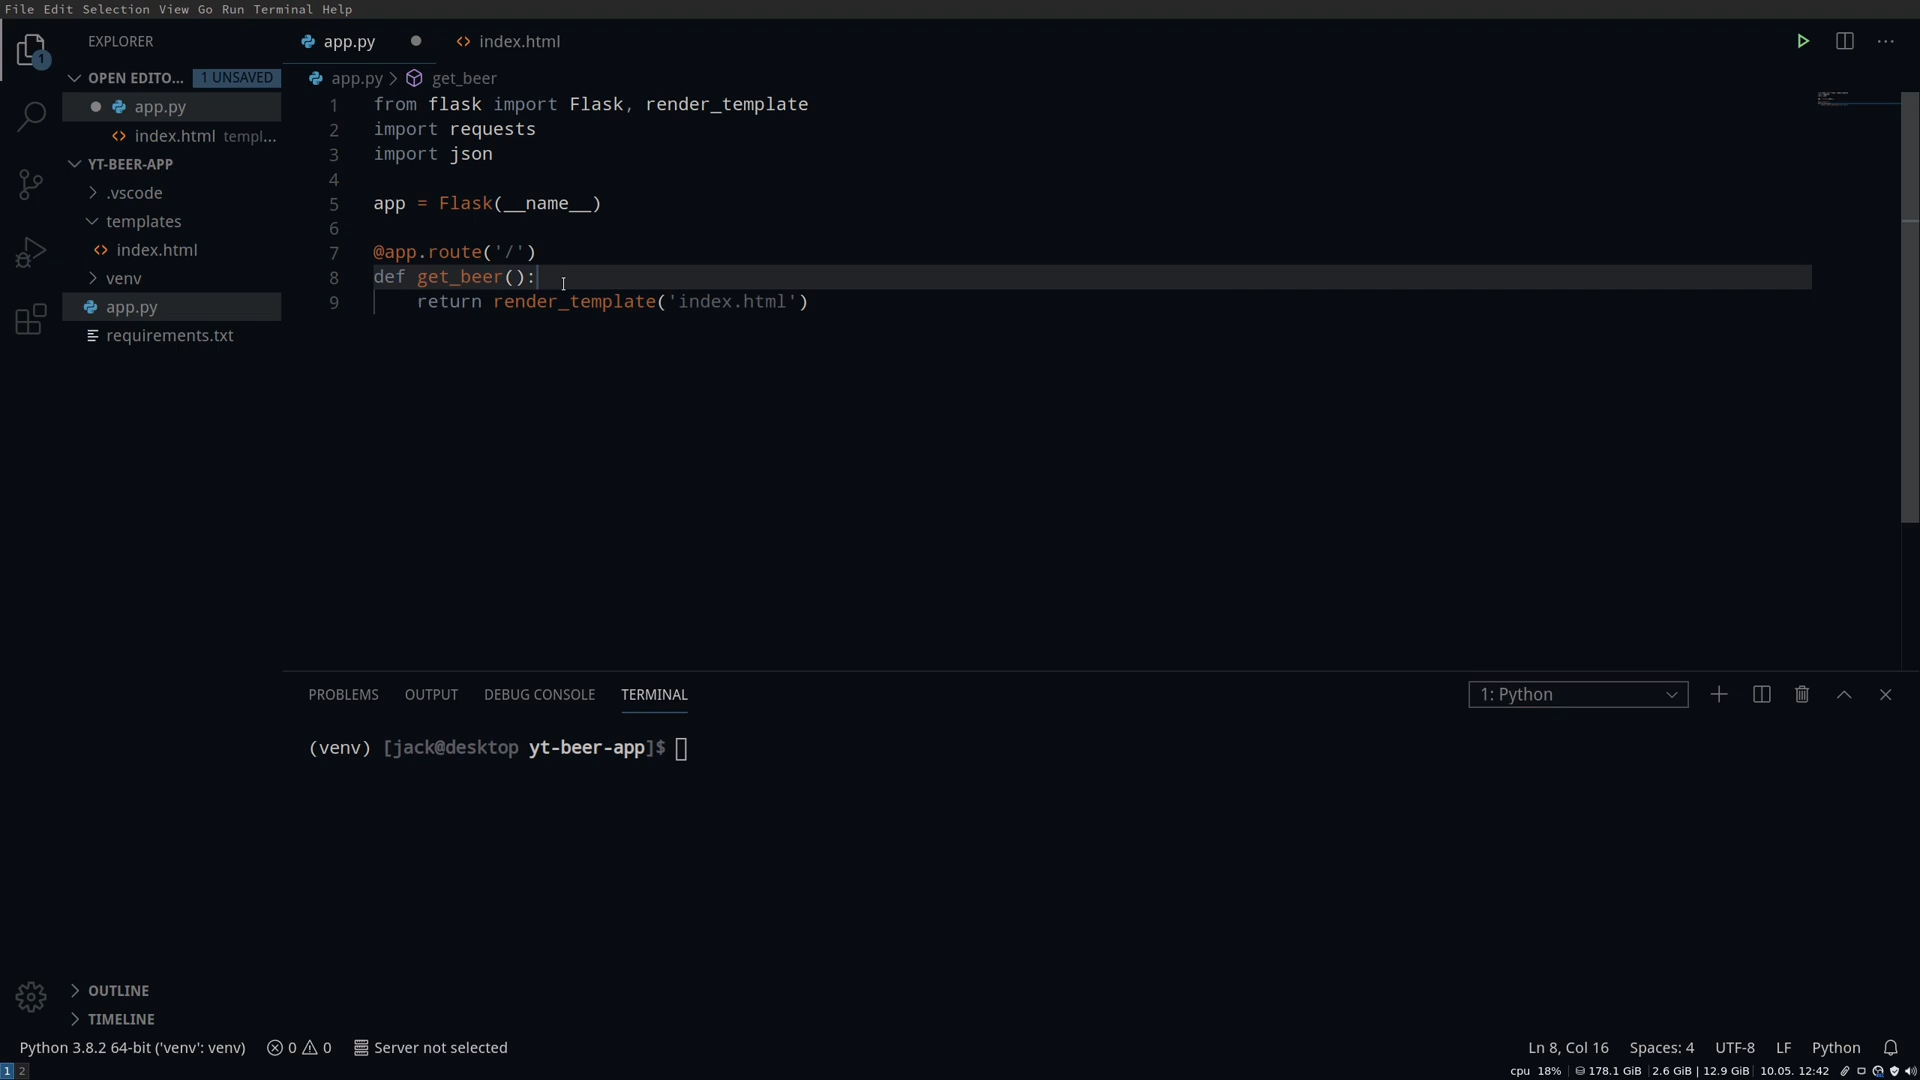 File Edit Selection View Go Run Terminal Help
1
EXPLORER
OPEN EDITO... 1 UNSAVED
app.py
index.html templ...
YT-BEER-APP
.vscode
templates
index.html
venv
app.py
requirements.txt
OUTLINE
TIMELINE
app.py index.html
app.py > get_beer
1 from flask import Flask, render_template
2 import requests
3 import json
4
5 app = Flask(__name__)
6
7 @app.route('/')
8 def get_beer():
9 return render_template('index.html')
PROBLEMS OUTPUT DEBUG CONSOLE TERMINAL 1: Python
(venv) [jack@desktop yt-beer-app]$
Python 3.8.2 64-bit ('venv': venv) 0 0 Server not selected Ln 8, Col 16 Spaces: 4 UTF-8 LF Python
1 2 cpu 18% 178.1 GiB 2.6 GiB | 12.9 GiB 10.05. 12:42